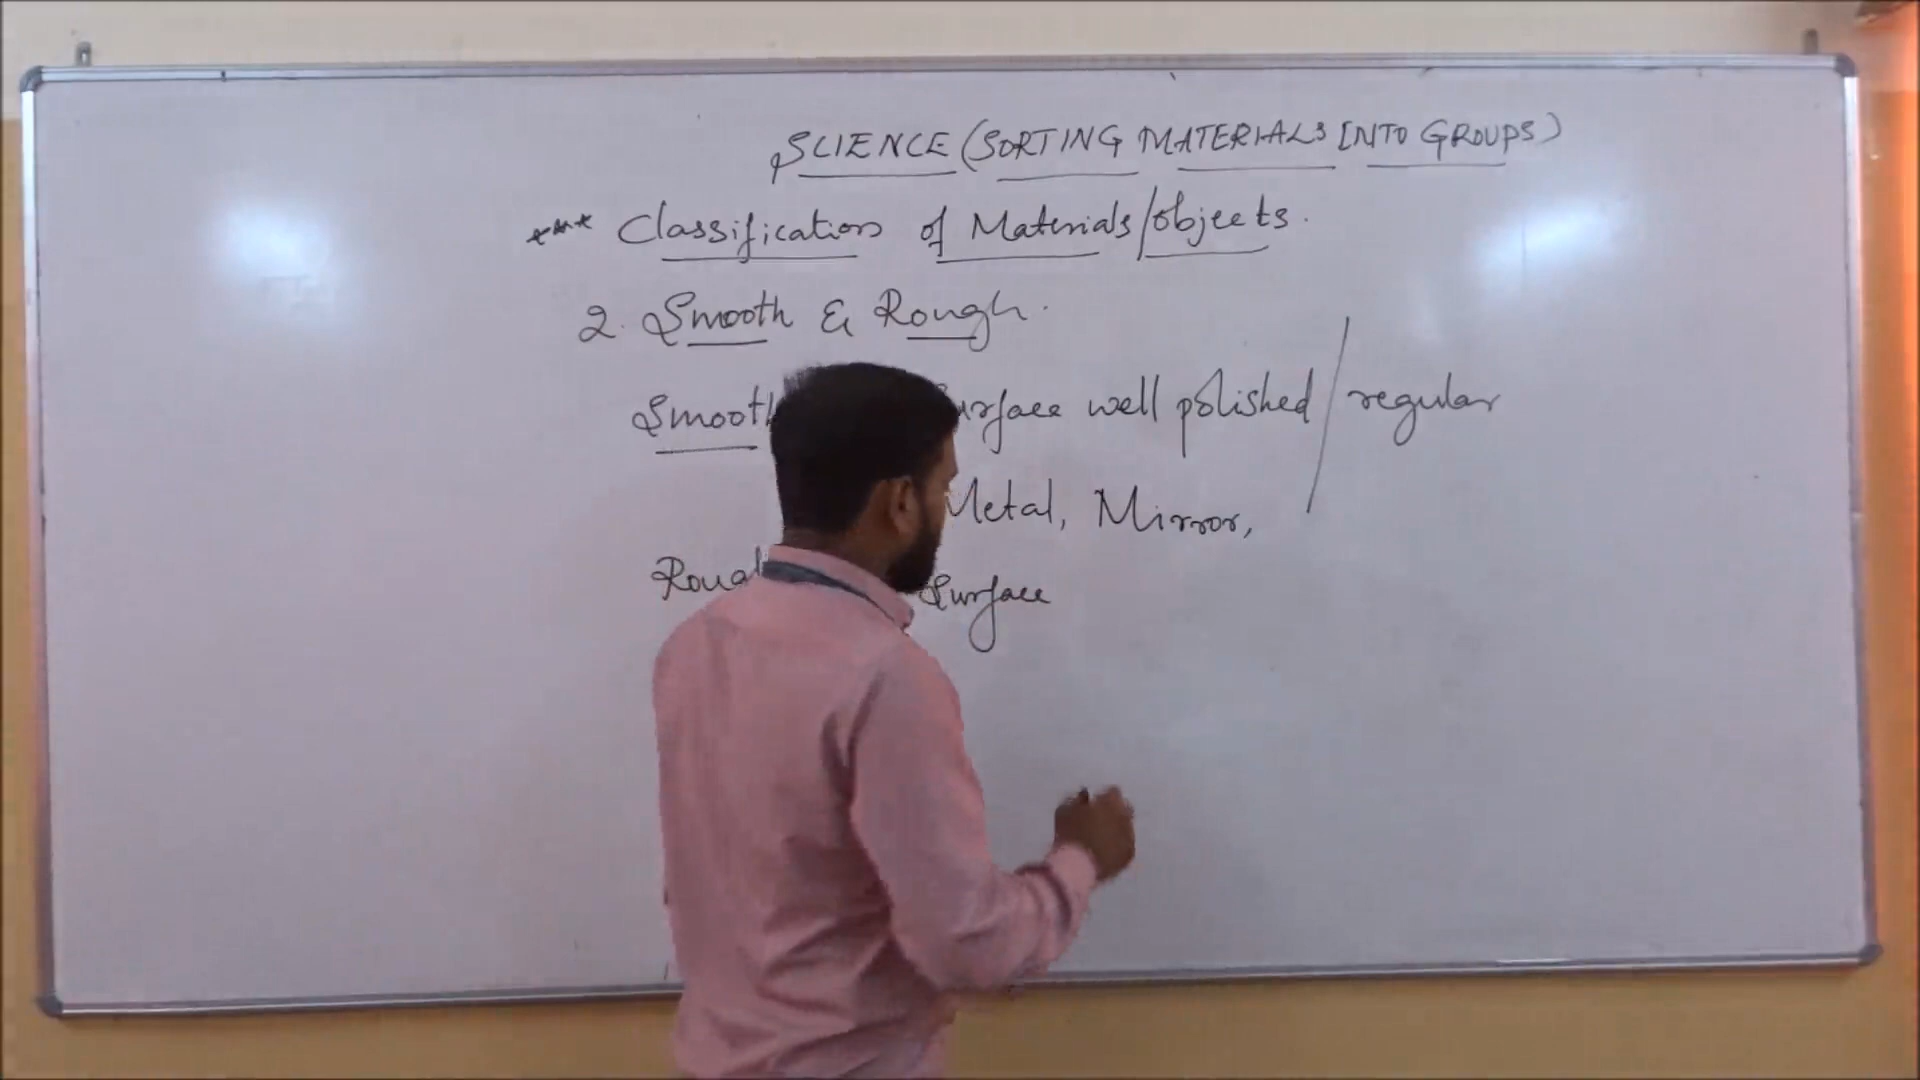 SCIENCE (SORTING MATERIALS INTO GROUPS)
*** Classification of Materials/objects.
2. Smooth & Rough.
Smooth surface well polished / regular
Metal, Mirror,
Rough Surface